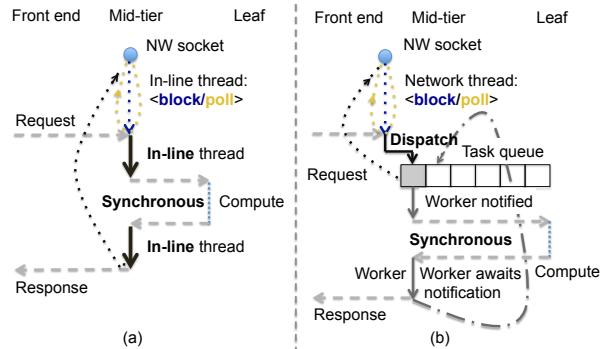 Front end Mid-tier Leaf
NW socket
In-line thread:
<block/poll>
Request
In-line thread
Synchronous Compute
In-line thread
Response
(a)
Front end Mid-tier Leaf
NW socket
Network thread:
<block/poll>
Dispatch
Task queue
Request
Worker notified
Synchronous
Worker Worker awaits Compute
notification
Response
(b)